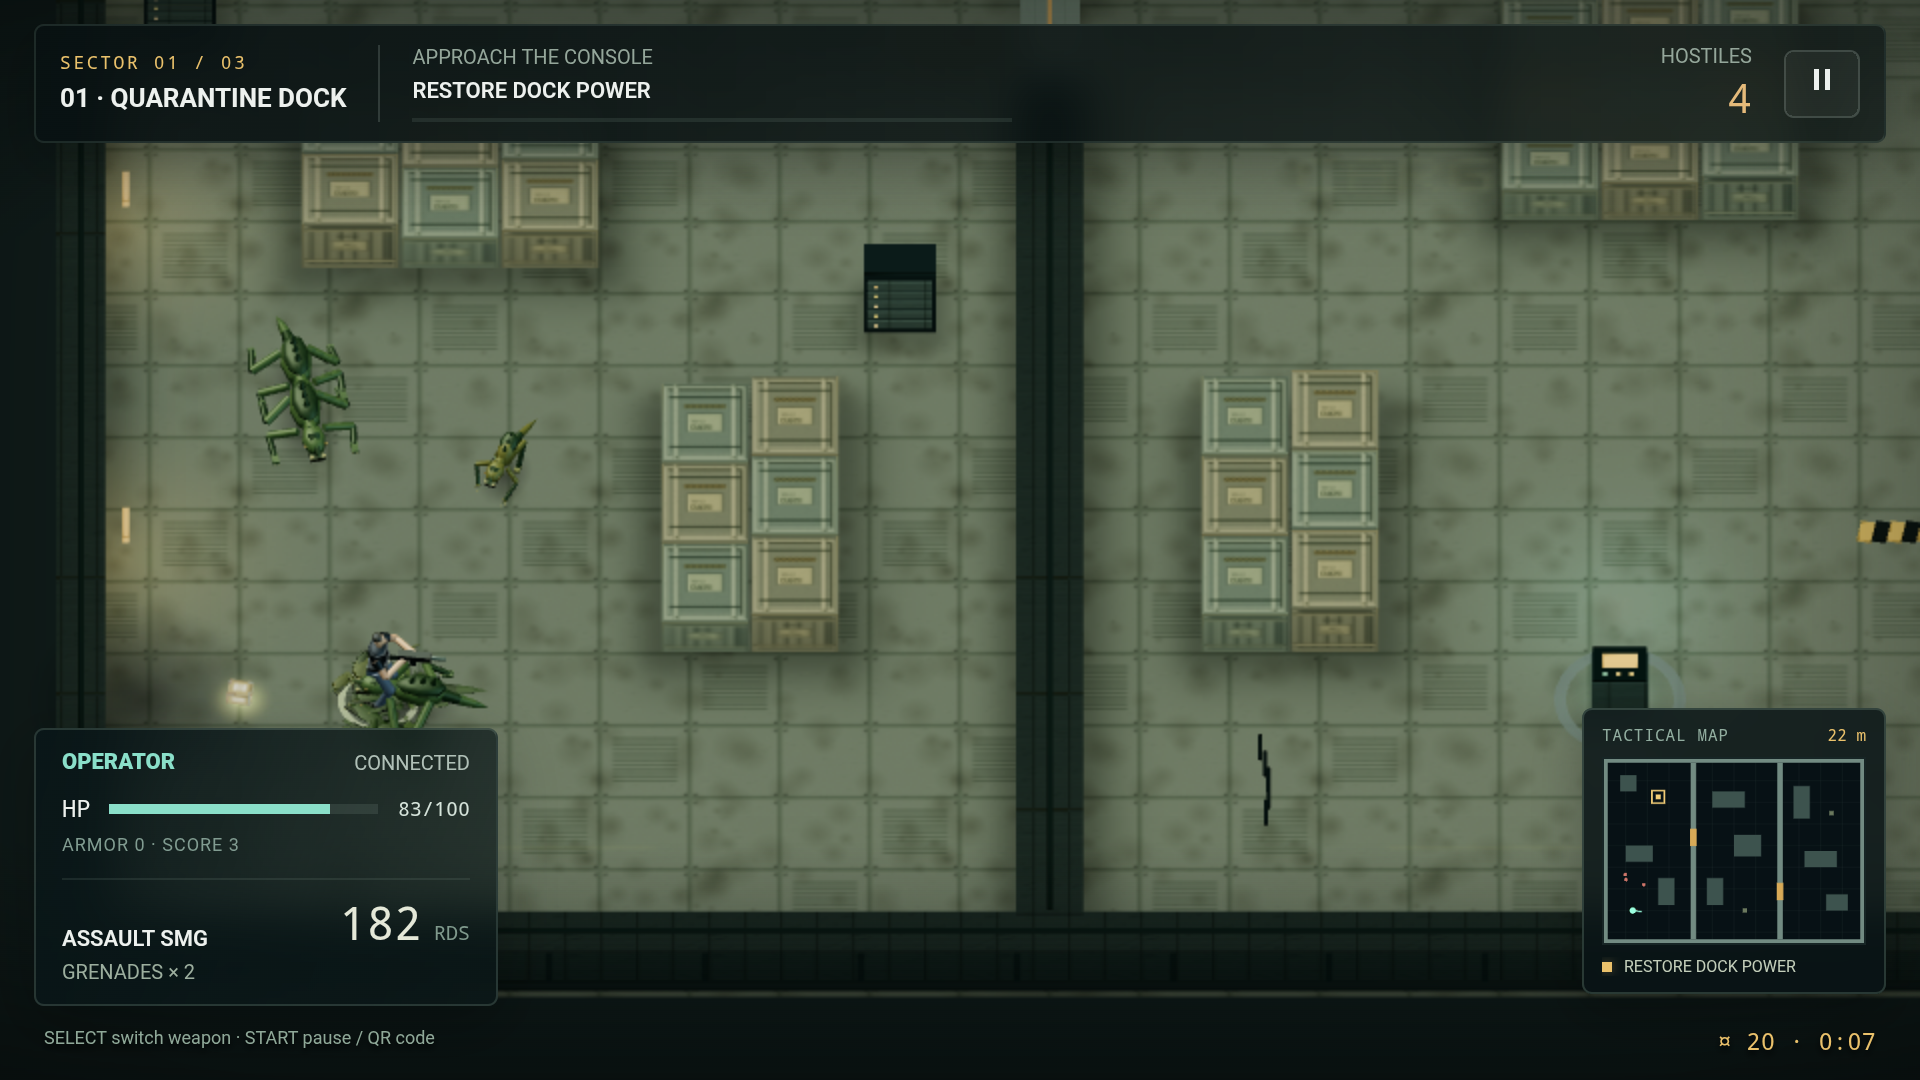 SECTOR 01 / 03
01 · QUARANTINE DOCK
APPROACH THE CONSOLE
RESTORE DOCK POWER
HOSTILES
4
OPERATOR
CONNECTED
HP
83/100
ARMOR 0 · SCORE 3
ASSAULT SMG
182 RDS
GRENADES × 2
SELECT switch weapon · START pause / QR code
TACTICAL MAP
22 m
RESTORE DOCK POWER
¤ 20 · 0:07